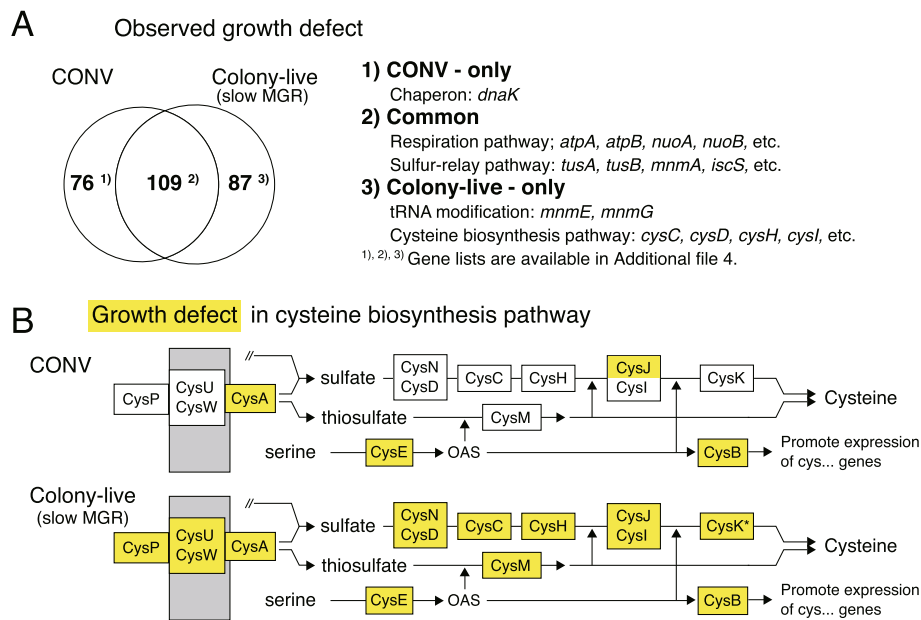 A
Observed growth defect
CONV
Colony-live
(slow MGR)
76 1)
109 2)
87 3)
1) CONV - only
Chaperon: dnaK
2) Common
Respiration pathway; atpA, atpB, nuoA, nuoB, etc.
Sulfur-relay pathway: tusA, tusB, mnmA, iscS, etc.
3) Colony-live - only
tRNA modification: mnmE, mnmG
Cysteine biosynthesis pathway: cysC, cysD, cysH, cysI, etc.
1), 2), 3) Gene lists are available in Additional file 4.
B
Growth defect in cysteine biosynthesis pathway
CONV
CysP
CysU
CysW
CysA
//
sulfate
CysN
CysD
CysC
CysH
CysJ
CysI
CysK
Cysteine
thiosulfate
CysM
serine
CysE
OAS
CysB
Promote expression
of cys... genes
Colony-live
(slow MGR)
CysP
CysU
CysW
CysA
//
sulfate
CysN
CysD
CysC
CysH
CysJ
CysI
CysK*
Cysteine
thiosulfate
CysM
serine
CysE
OAS
CysB
Promote expression
of cys... genes